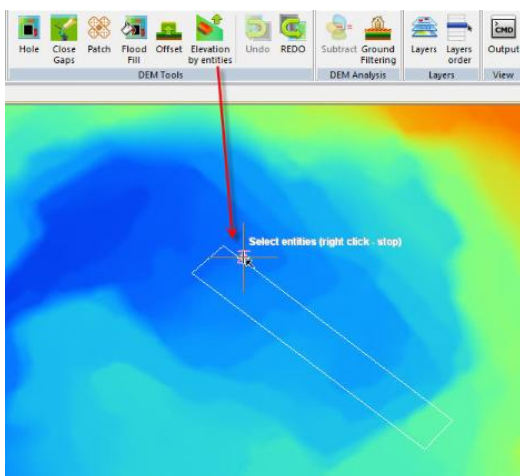 Hole Close Gaps Patch Flood Fill Offset Elevation by entities Undo REDO Subtract Ground Filtering Layers Layers order CMD Output
DEM Tools DEM Analysis Layers View
Select entities (right click - stop)